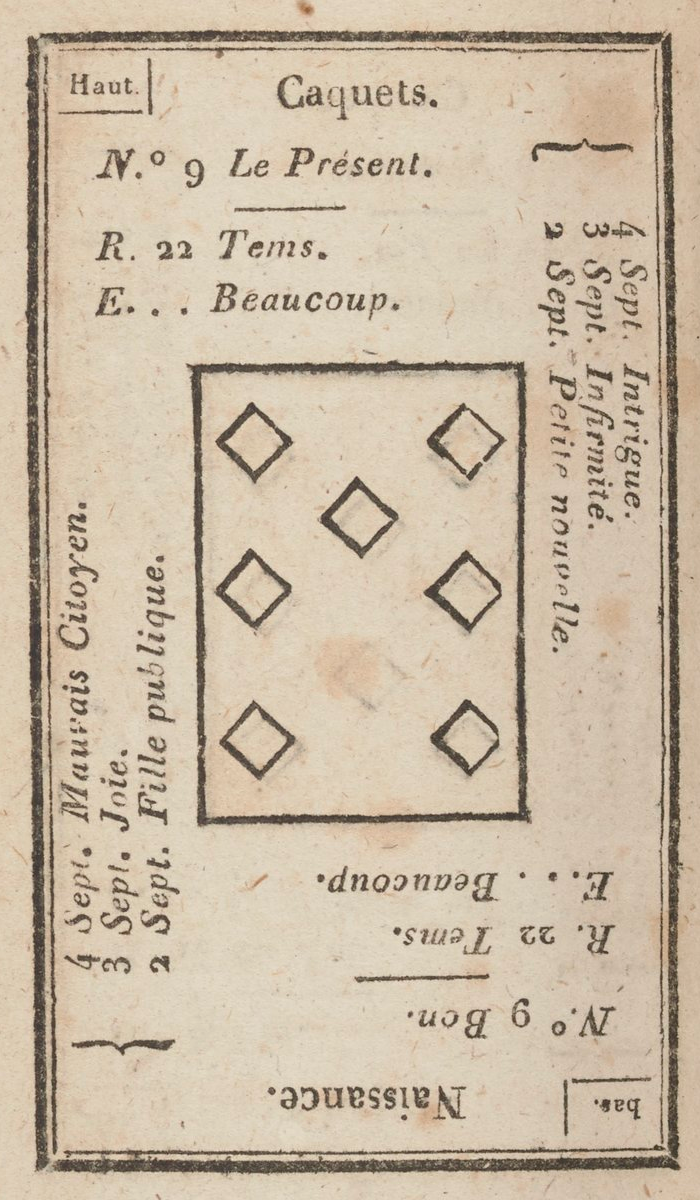 Haut.
Caquets.
N.º 9 Le Présent.
R. 22 Tems.
E. . . Beaucoup.
4 Sept. Intrigue.
3 Sept. Infirmité.
2 Sept. Petite nouvelle.
4 Sept. Mauvais Citoyen.
3 Sept. Joie.
2 Sept. Fille publique.
bas.
Naissance.
N.º 9 Bon.
R. 22 Tems.
E. . . Beaucoup.